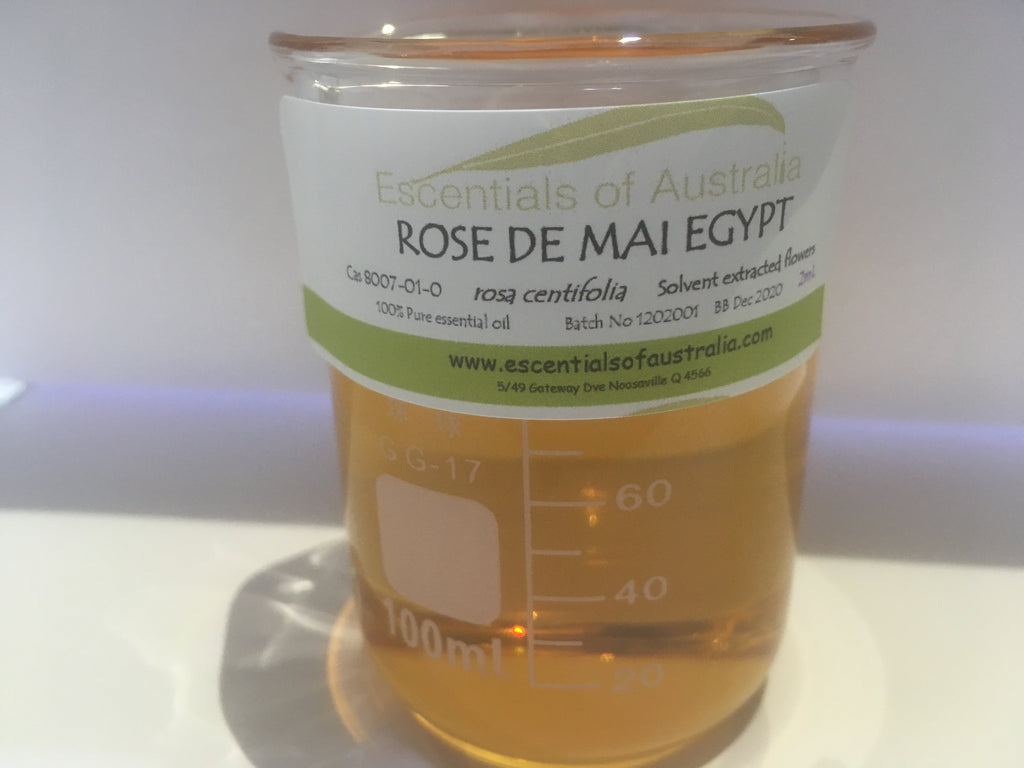 Escentials of Australia
ROSE DE MAI EGYPT
Cas 8007-01-0 rosa centifolia Solvent extracted flowers
100% Pure essential oil Batch No 1202001 BB Dec 2020 2mL
www.escentialsofaustralia.com
5/49 Gateway Dve Noosaville Q 4566
G G-17
60
40
100ml
20